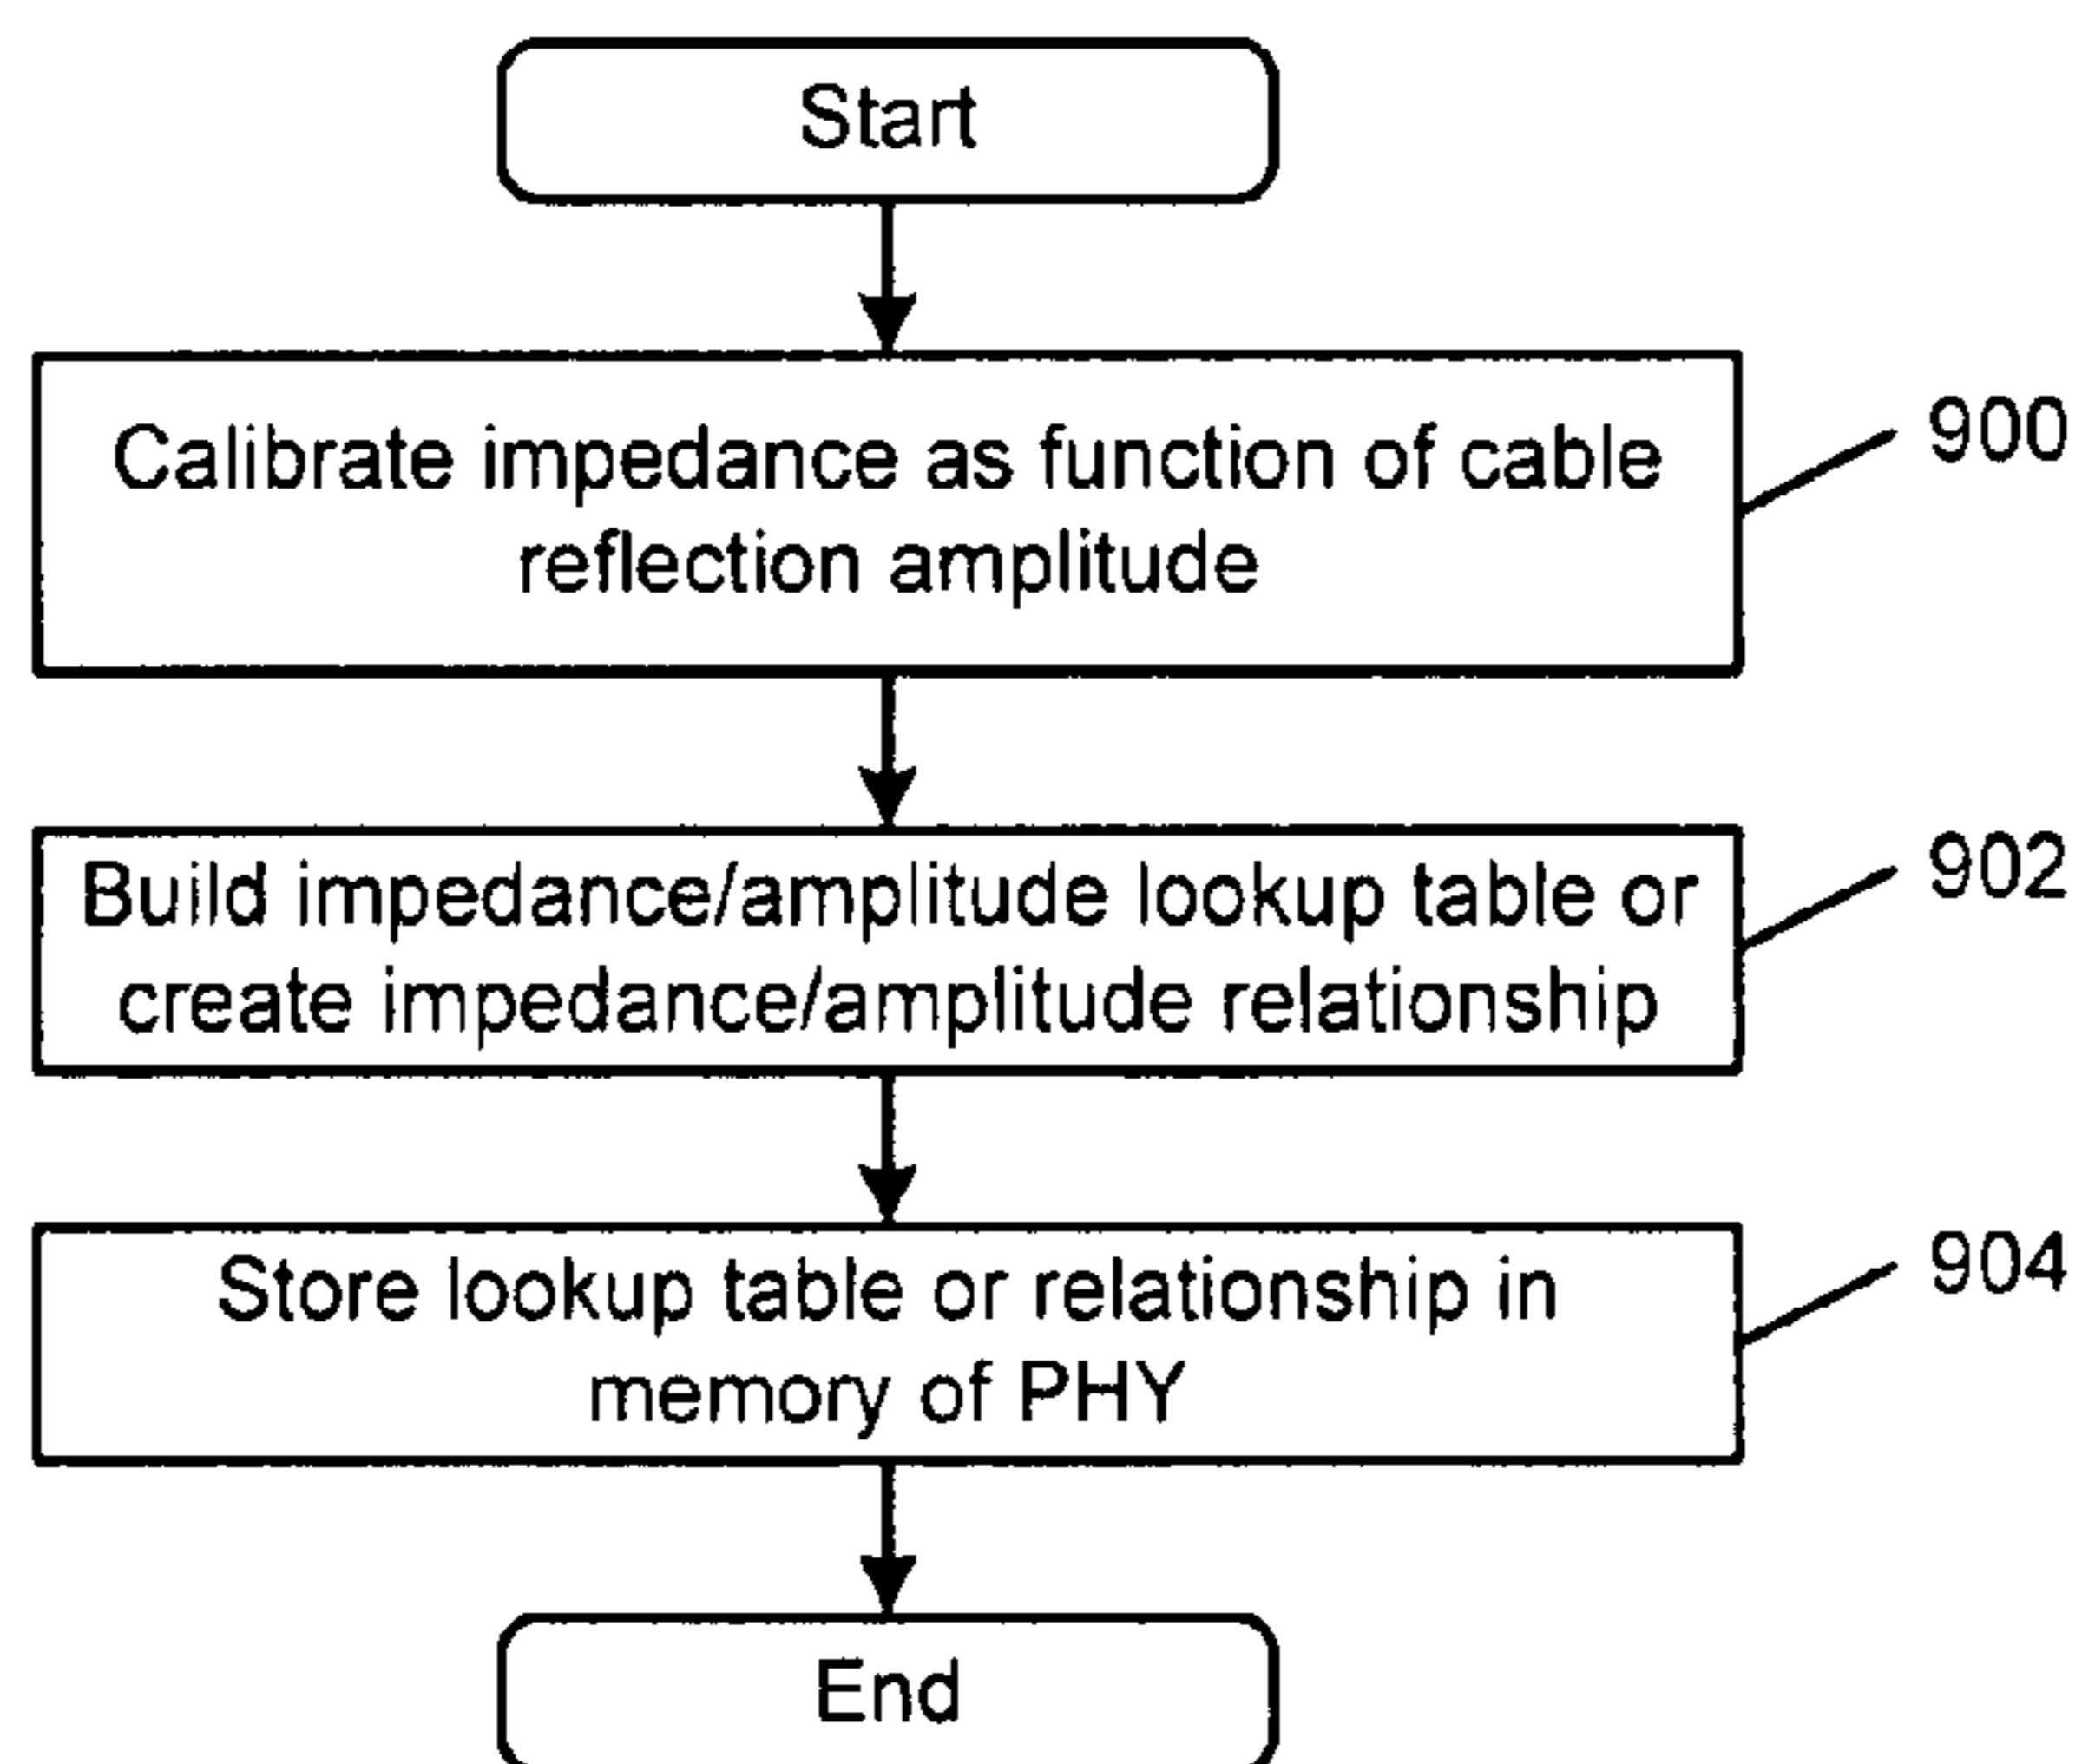 Start
Calibrate impedance as function of cable
reflection amplitude
900
Build impedance/amplitude lookup table or
create impedance/amplitude relationship
902
Store lookup table or relationship in
memory of PHY
904
End